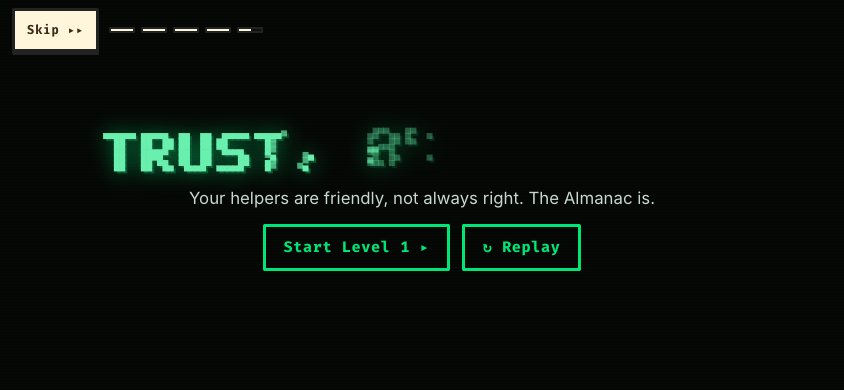 Skip ▸▸
TRUST,
Your helpers are friendly, not always right. The Almanac is.
Start Level 1 ▸
↻ Replay